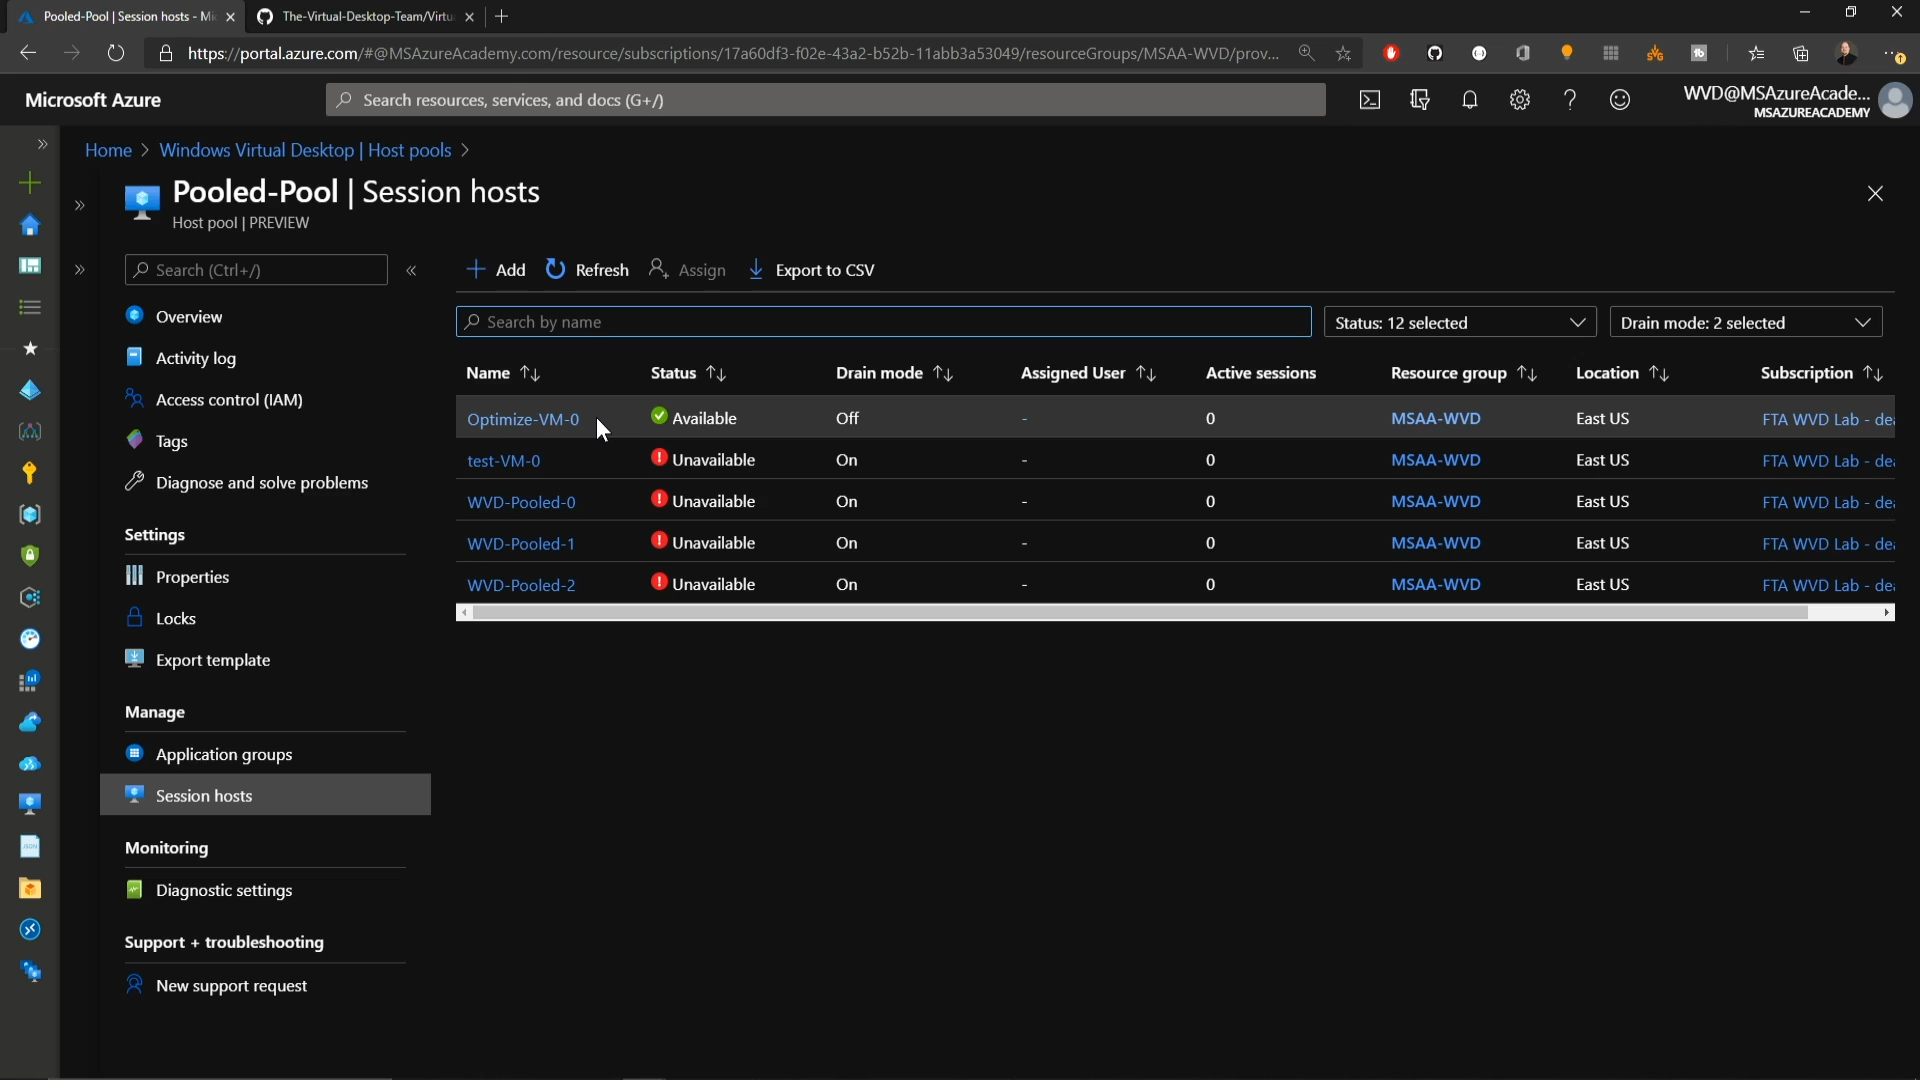 Pooled-Pool | Session hosts - Mi
The-Virtual-Desktop-Team/Virtu
https://portal.azure.com/#@MSAzureAcademy.com/resource/subscriptions/17a60df3-f02e-43a2-b52b-11abb3a53049/resourceGroups/MSAA-WVD/prov...
Microsoft Azure
Search resources, services, and docs (G+/)
WVD@MSAzureAcade...
MSAZUREACADEMY
Home > Windows Virtual Desktop | Host pools >
Pooled-Pool | Session hosts
Host pool | PREVIEW
Search (Ctrl+/)
Add Refresh Assign Export to CSV
Search by name
Status: 12 selected
Drain mode: 2 selected
Overview
Activity log
Access control (IAM)
Tags
Diagnose and solve problems
Settings
Properties
Locks
Export template
Manage
Application groups
Session hosts
Monitoring
Diagnostic settings
Support + troubleshooting
New support request
Name Status Drain mode Assigned User Active sessions Resource group Location Subscription
Optimize-VM-0 Available Off - 0 MSAA-WVD East US FTA WVD Lab - dea
test-VM-0 Unavailable On - 0 MSAA-WVD East US FTA WVD Lab - dea
WVD-Pooled-0 Unavailable On - 0 MSAA-WVD East US FTA WVD Lab - dea
WVD-Pooled-1 Unavailable On - 0 MSAA-WVD East US FTA WVD Lab - dea
WVD-Pooled-2 Unavailable On - 0 MSAA-WVD East US FTA WVD Lab - dea